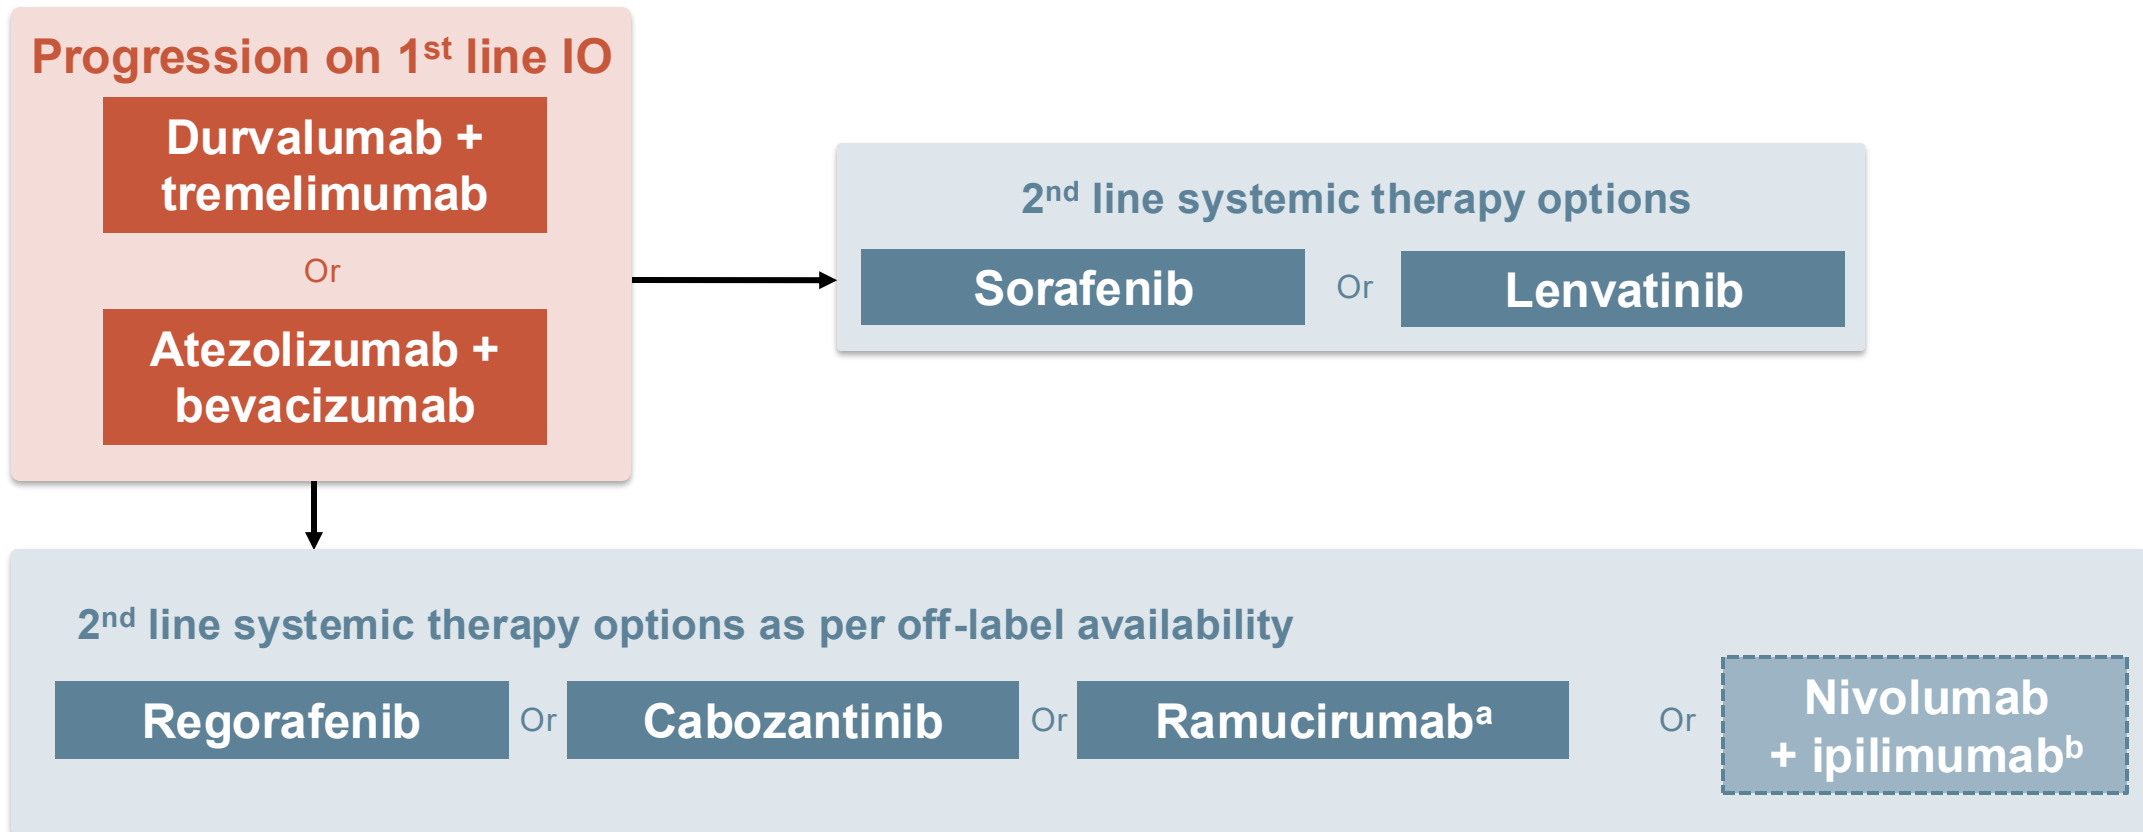 Progression on 1st line IO
Durvalumab +
tremelimumab
Or
Atezolizumab +
bevacizumab
2nd line systemic therapy options
Sorafenib
Or
Lenvatinib
2nd line systemic therapy options as per off-label availability
Regorafenib
Or
Cabozantinib
Or
Ramucirumabᵃ
Or
Nivolumab
+ ipilimumabᵇ